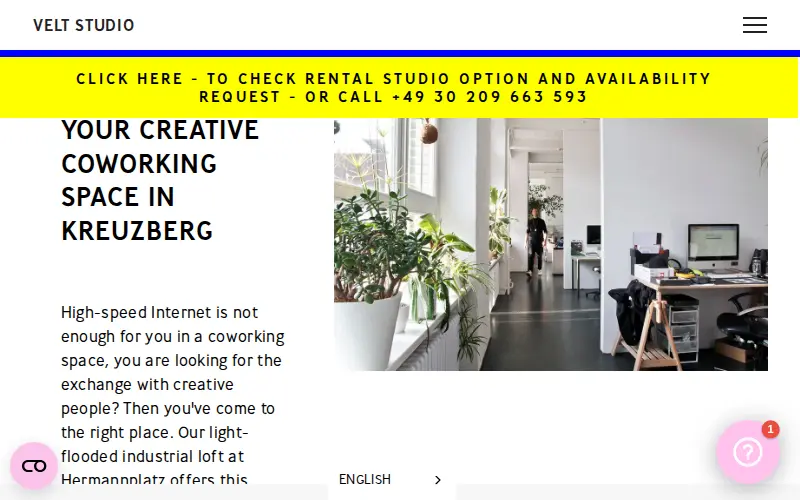 VELT STUDIO
CLICK HERE - TO CHECK RENTAL STUDIO OPTION AND AVAILABILITY
REQUEST - OR CALL +49 30 209 663 593
YOUR CREATIVE
COWORKING
SPACE IN
KREUZBERG
High-speed Internet is not
enough for you in a coworking
space, you are looking for the
exchange with creative
people? Then you've come to
the right place. Our light-
flooded industrial loft at
Hermannplatz offers this
ENGLISH
1